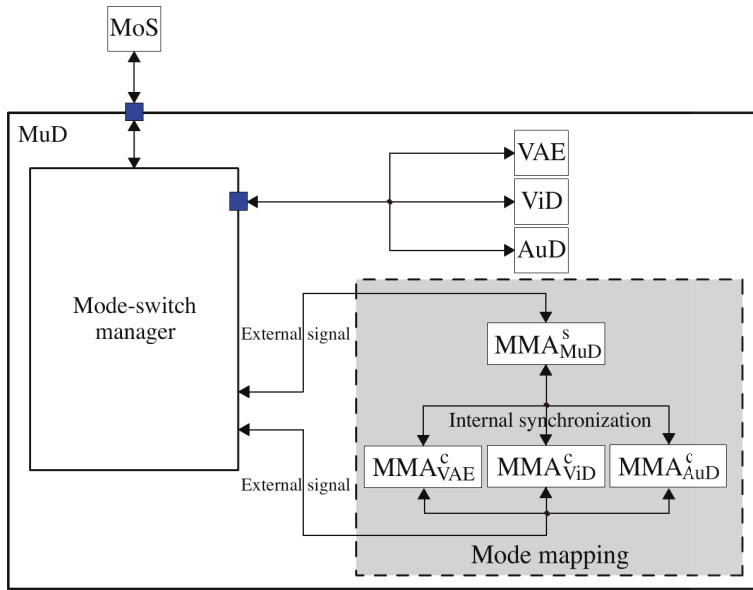 MoS
MuD
VAE
ViD
AuD
Mode-switch
manager
External signal
MMA^s_MuD
Internal synchronization
MMA^c_VAE
MMA^c_ViD
MMA^c_AuD
External signal
Mode mapping